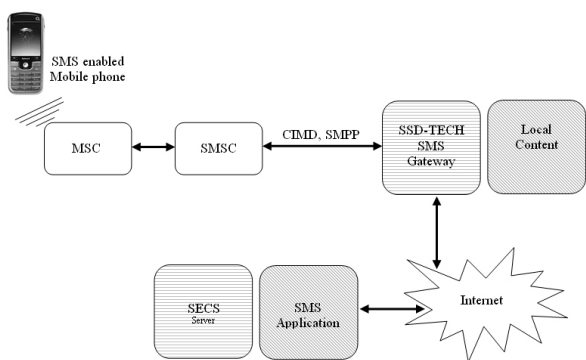 SMS enabled
Mobile phone
MSC
SMSC
CIMD, SMPP
SSD-TECH
SMS
Gateway
Local
Content
SECS
Server
SMS
Application
Internet